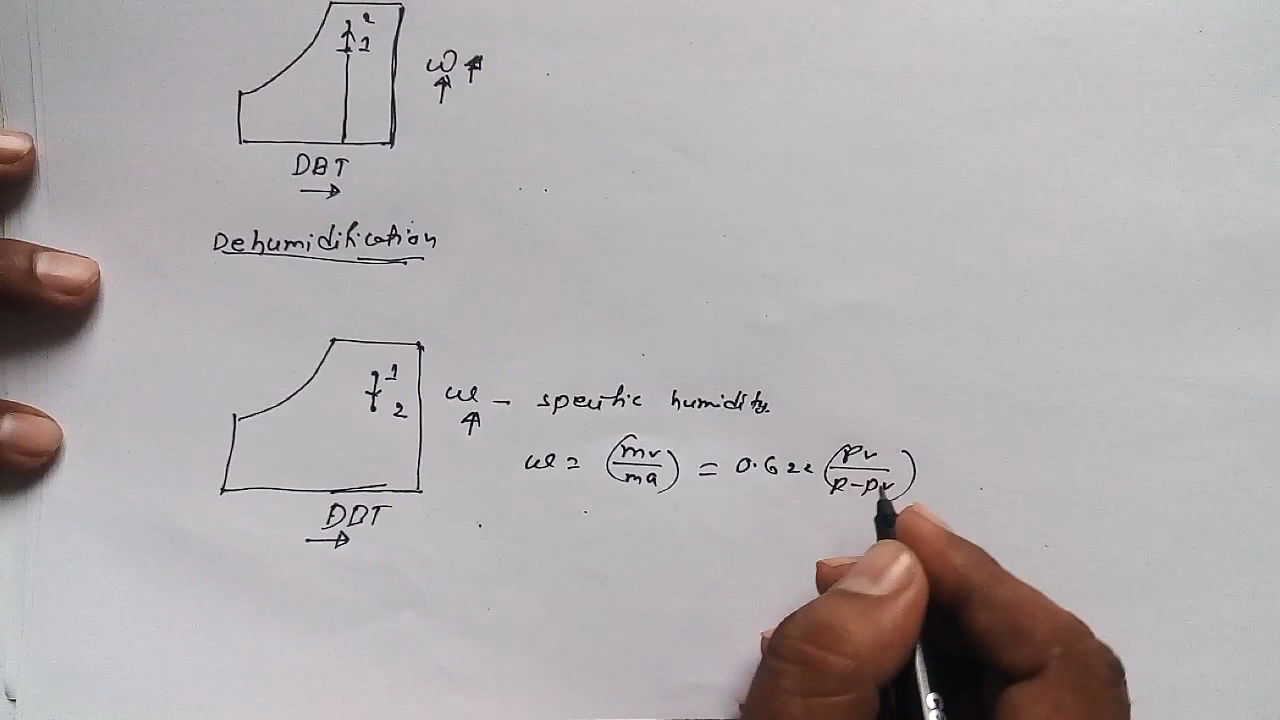 2
1
ω
DBT
Dehumidification
1
2
ω - specific humidity
ω = (mv/ma) = 0.622 (Pv/P-Pv)
DBT